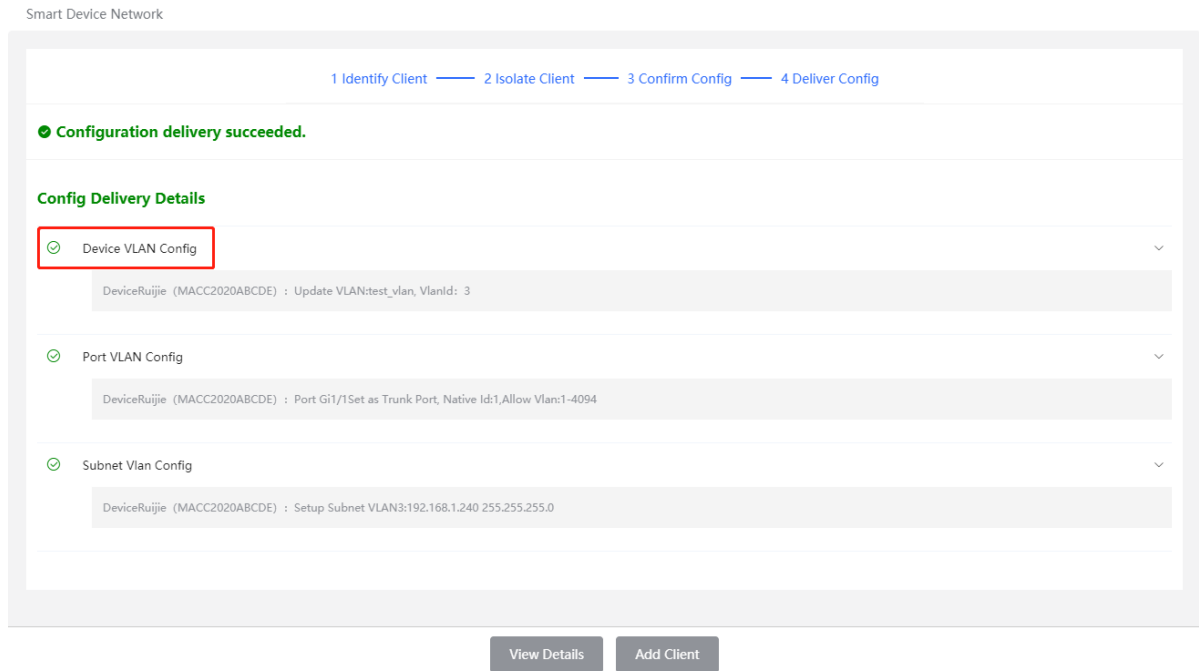 Smart Device Network
1 Identify Client 2 Isolate Client 3 Confirm Config 4 Deliver Config
Configuration delivery succeeded.
Config Delivery Details
Device VLAN Config
DeviceRuijie (MACC2020ABCDE) : Update VLAN:test_vlan, VlanId: 3
Port VLAN Config
DeviceRuijie (MACC2020ABCDE) : Port Gi1/1Set as Trunk Port, Native Id:1,Allow Vlan:1-4094
Subnet Vlan Config
DeviceRuijie (MACC2020ABCDE) : Setup Subnet VLAN3:192.168.1.240 255.255.255.0
View Details Add Client